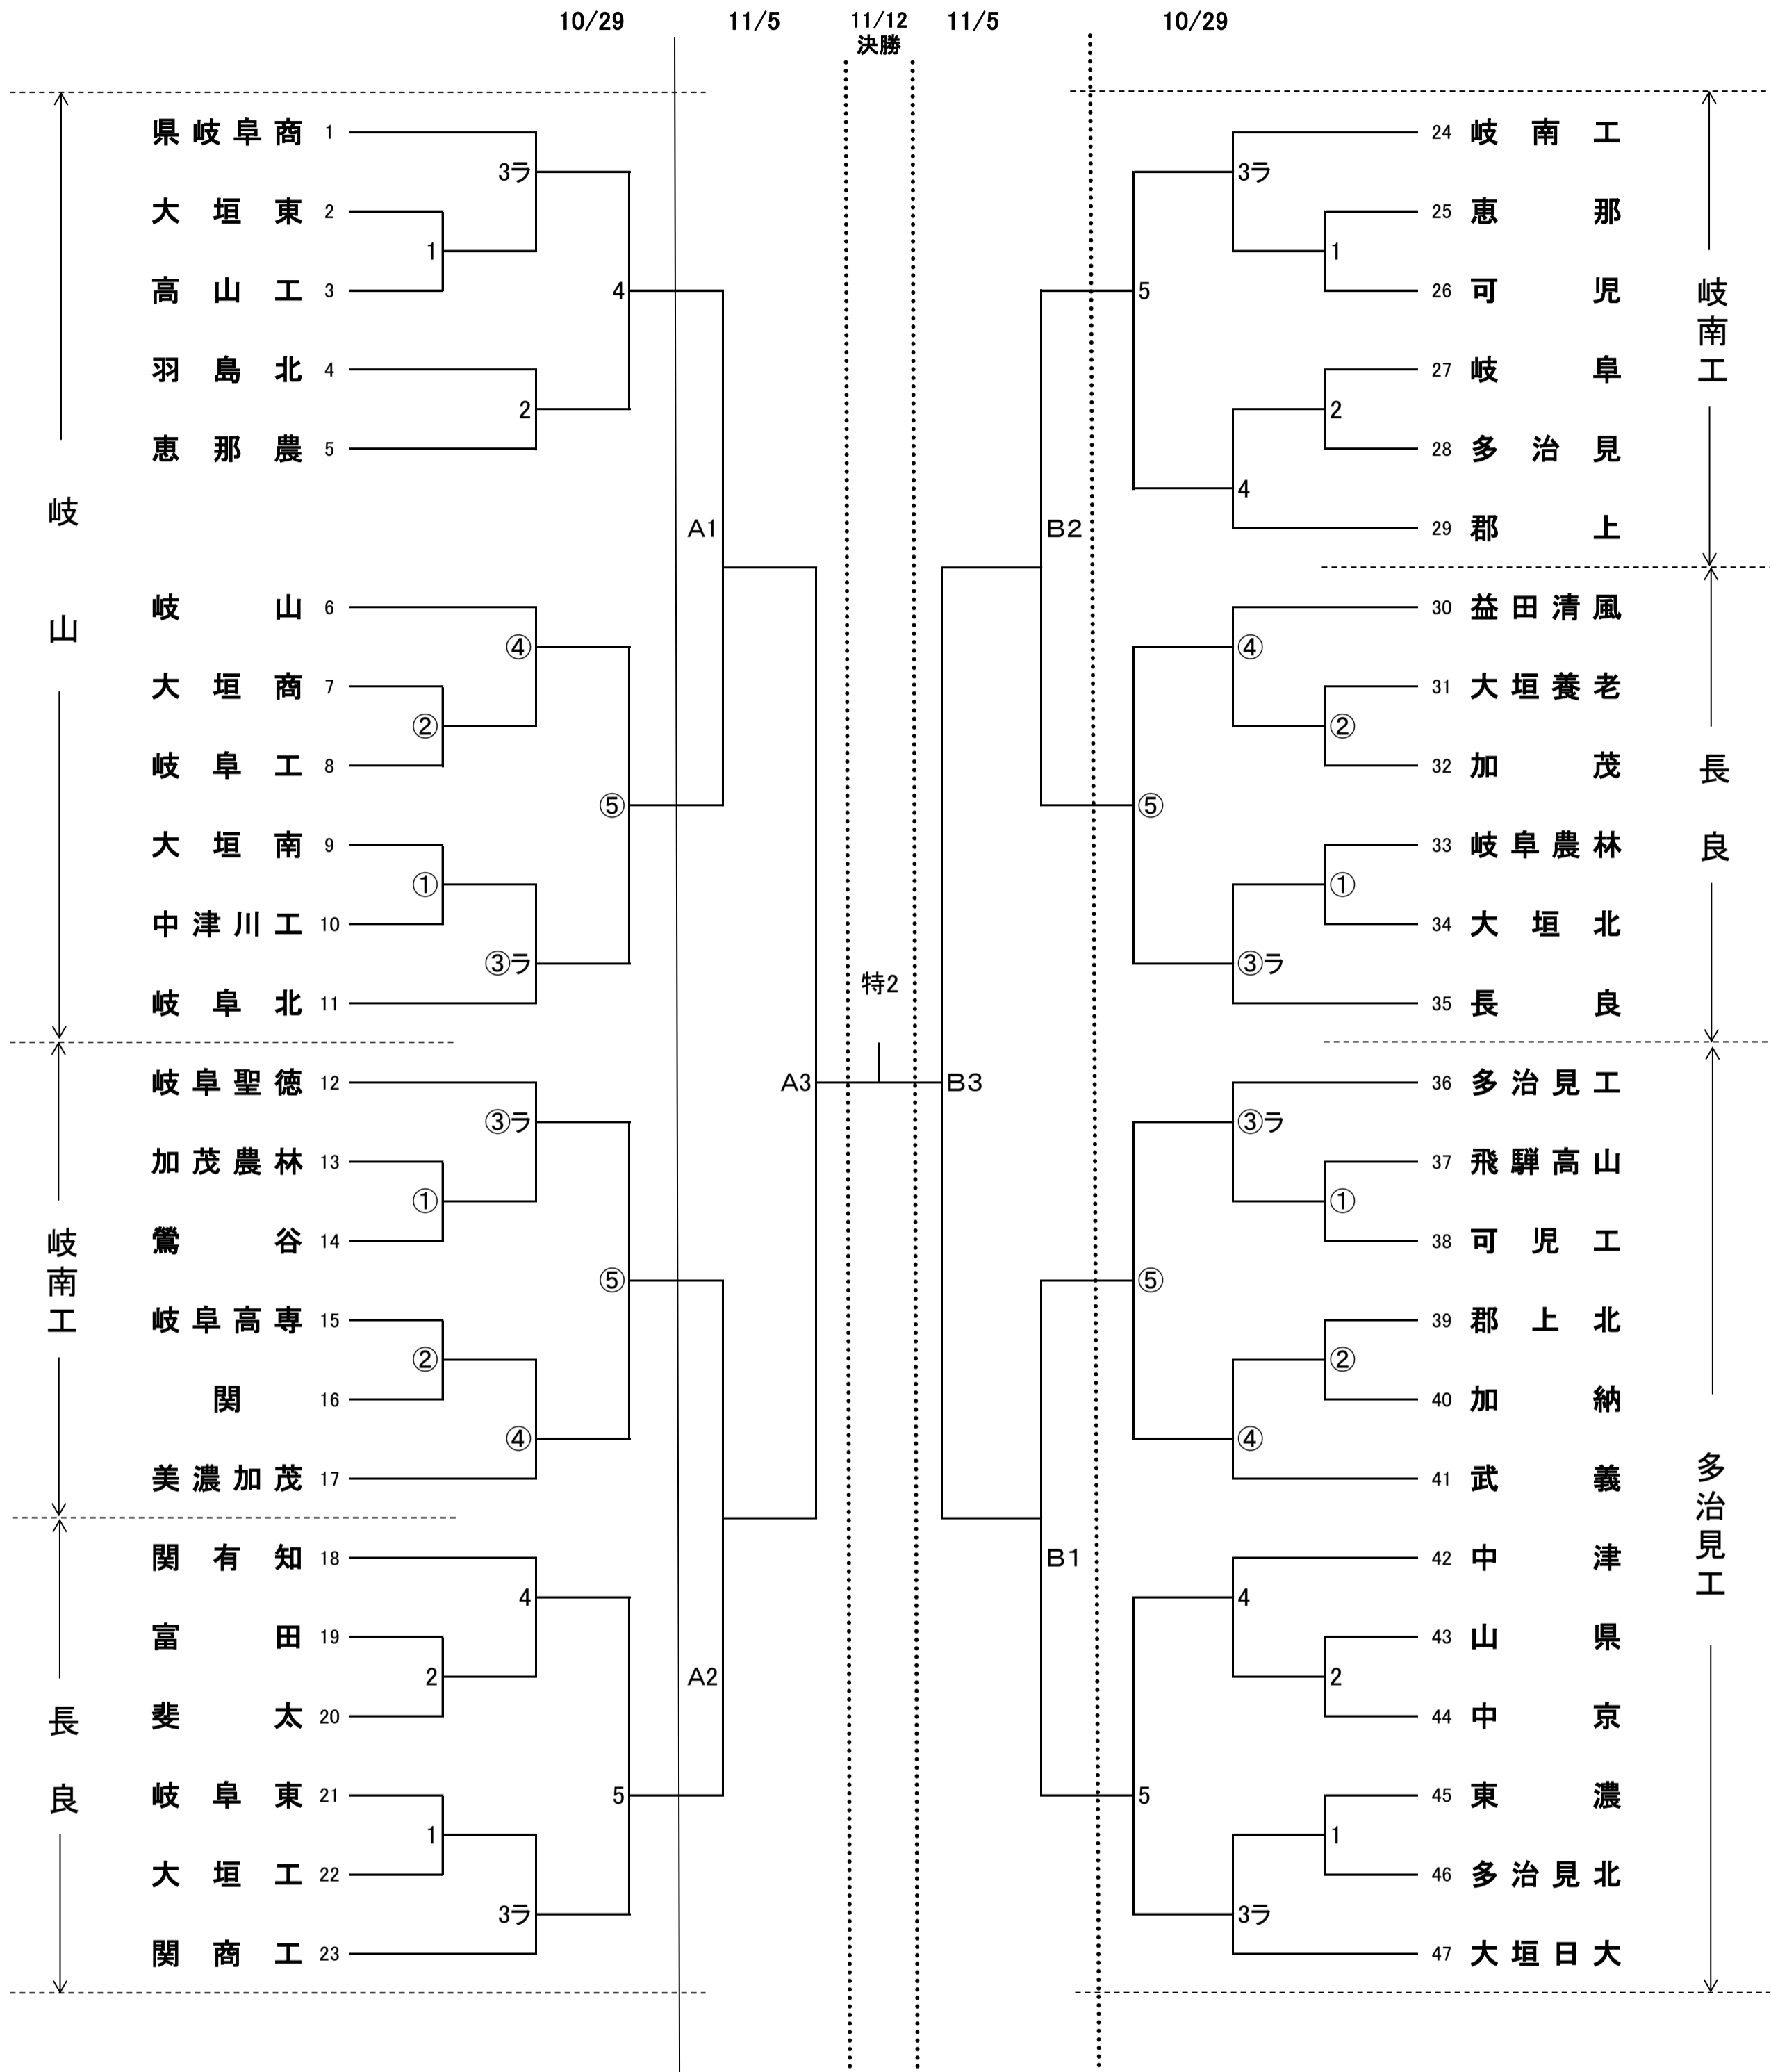 10/29 11/5 11/12 11/5 10/29
決勝
県岐阜商 1
3ラ
大垣東 2
1
高山工 3
4
羽島北 4
2
恵那農 5
A1
岐山 6
④
大垣商 7
②
岐阜工 8
⑤
大垣南 9
①
中津川工 10
③ラ
岐阜北 11
岐山
岐阜聖徳 12
③ラ
加茂農林 13
①
鶯谷 14
⑤
岐阜高専 15
②
関 16
④
美濃加茂 17
岐南工
関有知 18
4
富田 19
2
斐太 20
A2
岐阜東 21
5
1
大垣工 22
3ラ
関商工 23
長良
A3
特2
B3
24 岐南工
3ラ
25 恵那
1
26 可児
5
27 岐阜
2
28 多治見
4
29 郡上
岐南工
B2
30 益田清風
④
31 大垣養老
②
32 加茂
⑤
33 岐阜農林
①
34 大垣北
③ラ
35 長良
長良
36 多治見工
③ラ
37 飛騨高山
①
38 可児工
⑤
39 郡上北
②
40 加納
④
41 武義
B1
42 中津
4
43 山県
2
44 中京
5
45 東濃
1
46 多治見北
3ラ
47 大垣日大
多治見工